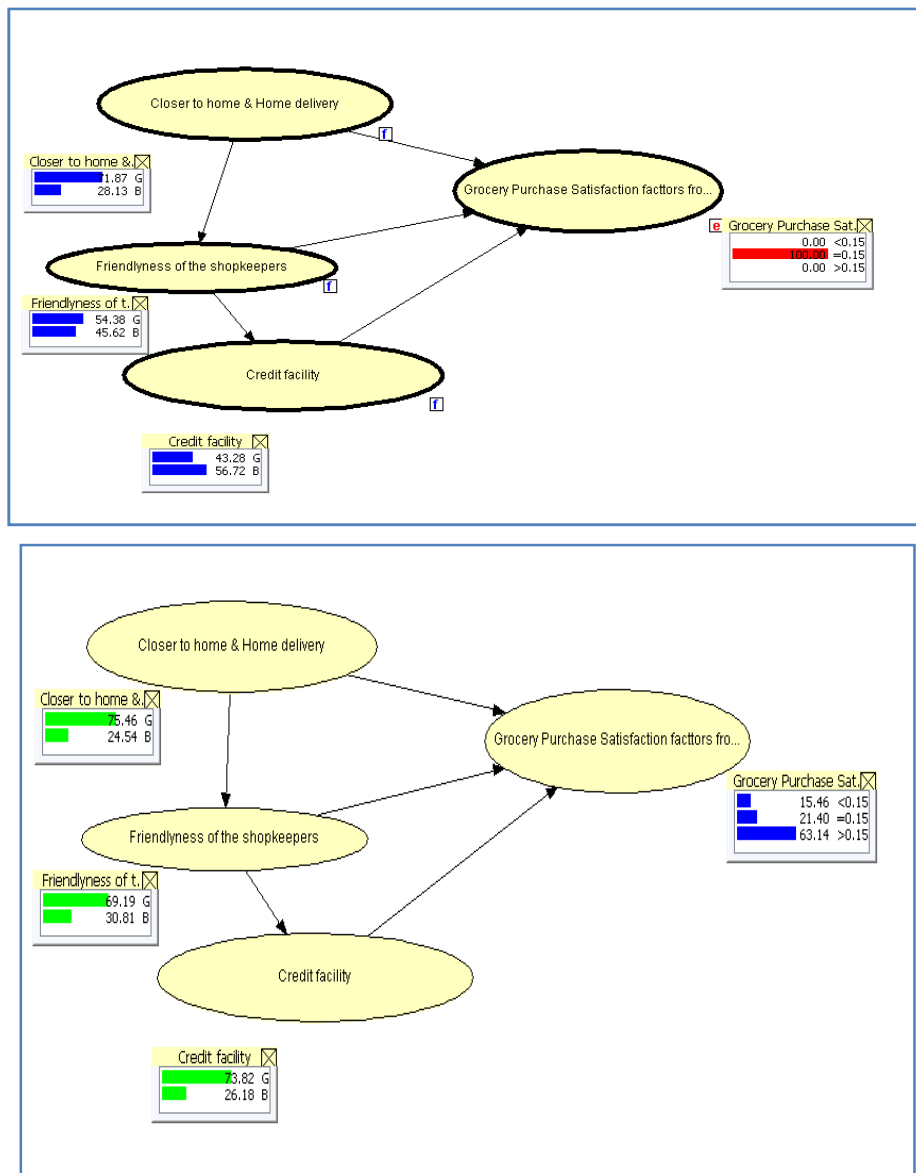 Closer to home & Home delivery
f
Closer to home &.
71.87 G
28.13 B
Grocery Purchase Satisfaction facttors fro...
e
Grocery Purchase Sat.
0.00 <0.15
100.00 =0.15
0.00 >0.15
Friendlyness of the shopkeepers
f
Friendlyness of t.
54.38 G
45.62 B
Credit facility
f
Credit facility
43.28 G
56.72 B
Closer to home & Home delivery
Closer to home &.
75.46 G
24.54 B
Grocery Purchase Satisfaction facttors fro...
Grocery Purchase Sat.
15.46 <0.15
21.40 =0.15
63.14 >0.15
Friendlyness of the shopkeepers
Friendlyness of t.
69.19 G
30.81 B
Credit facility
Credit facility
73.82 G
26.18 B